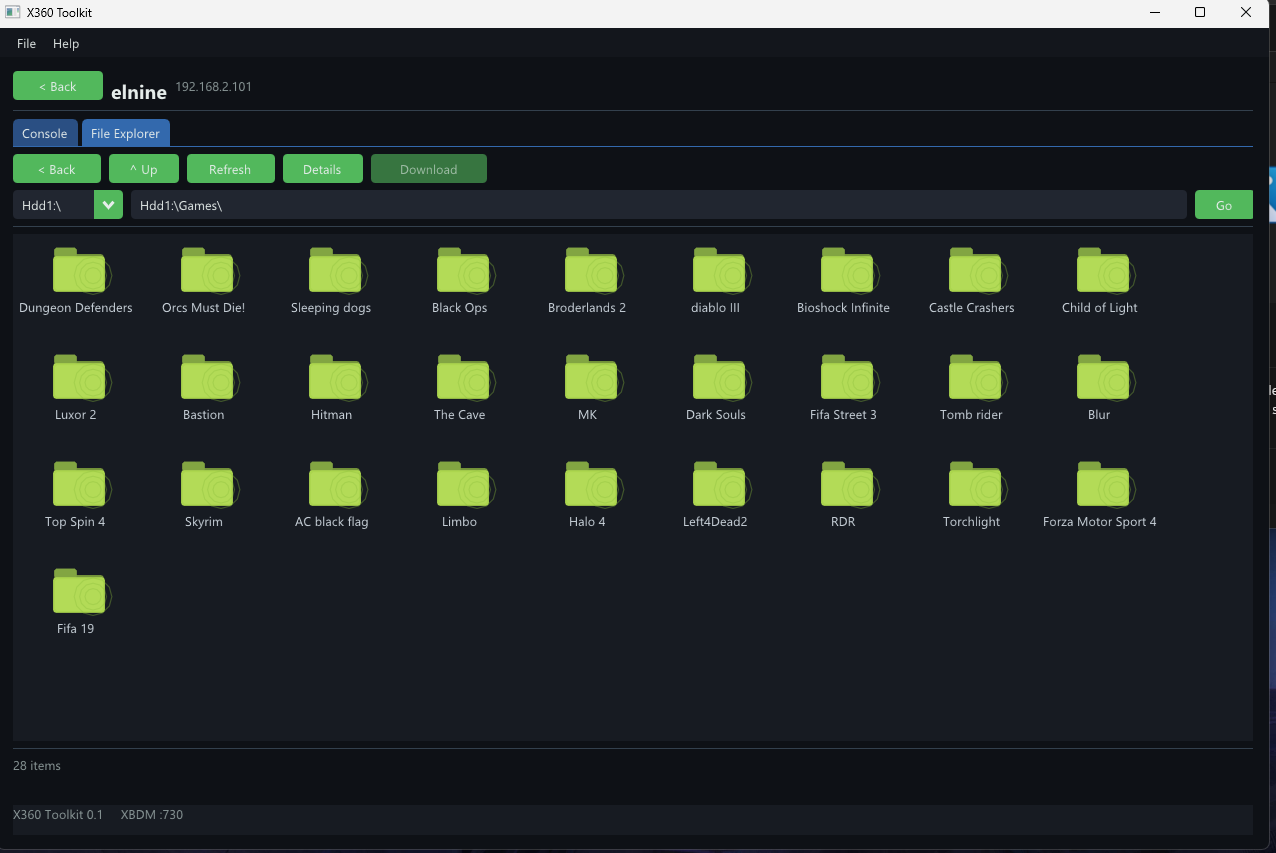 X360 Toolkit
File Help
< Back elnine 192.168.2.101
Console File Explorer
< Back ^ Up Refresh Details Download
Hdd1:\ Hdd1:\Games\ Go
Dungeon Defenders Orcs Must Die! Sleeping dogs Black Ops Broderlands 2 diablo III Bioshock Infinite Castle Crashers Child of Light
Luxor 2 Bastion Hitman The Cave MK Dark Souls Fifa Street 3 Tomb rider Blur
Top Spin 4 Skyrim AC black flag Limbo Halo 4 Left4Dead2 RDR Torchlight Forza Motor Sport 4
Fifa 19
28 items
X360 Toolkit 0.1 XBDM :730